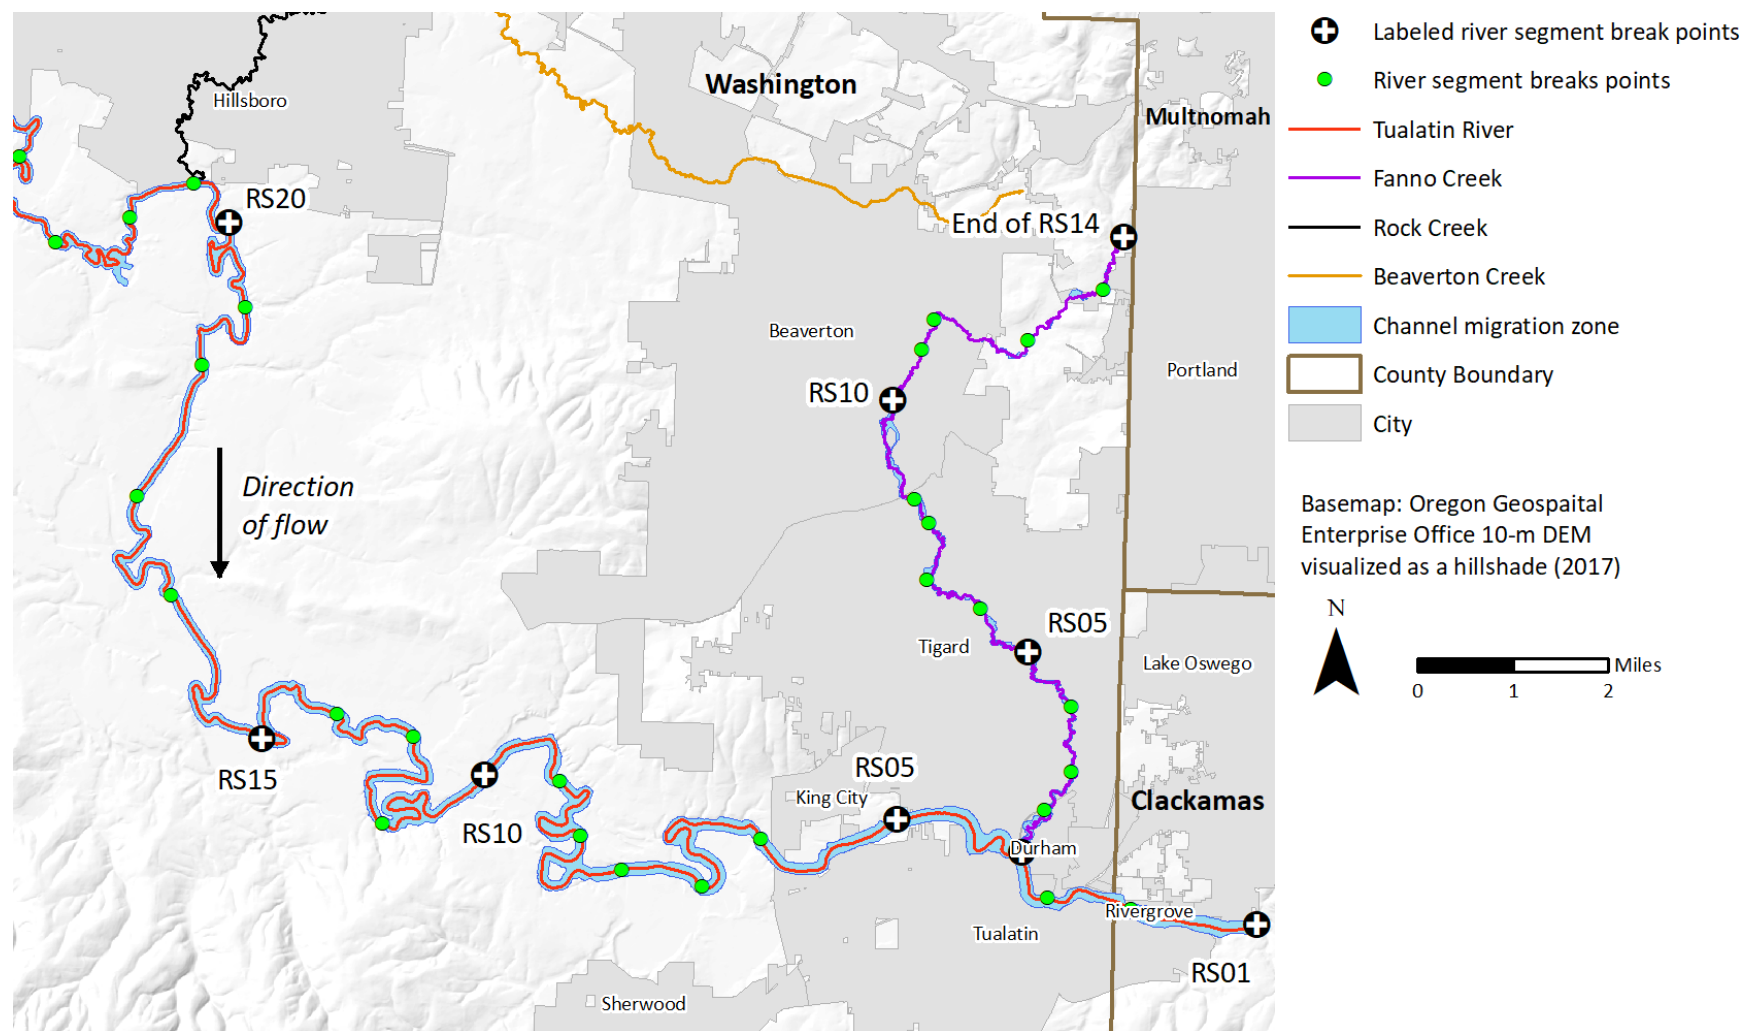 Washington
Hillsboro
Multnomah
RS20
End of RS14
Beaverton
Portland
RS10
Direction
of flow
RS05
Tigard
Lake Oswego
RS15
RS05
King City
Clackamas
RS10
Durham
Rivergrove
Tualatin
RS01
Sherwood
Labeled river segment break points
River segment breaks points
Tualatin River
Fanno Creek
Rock Creek
Beaverton Creek
Channel migration zone
County Boundary
City
Basemap: Oregon Geospaital
Enterprise Office 10-m DEM
visualized as a hillshade (2017)
N
Miles
0 1 2